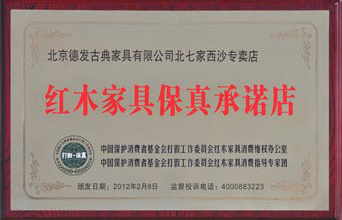 北京德发古典家具有限公司北七家西沙专卖店
红木家具保真承诺店
打假·保真
中国保护消费者基金会打假工作委员会红木家具消费维权办公室
中国保护消费者基金会打假工作委员会红木家具消费指导专家团
颁发日期：2012年2月8日 监督投诉电话：4000883223